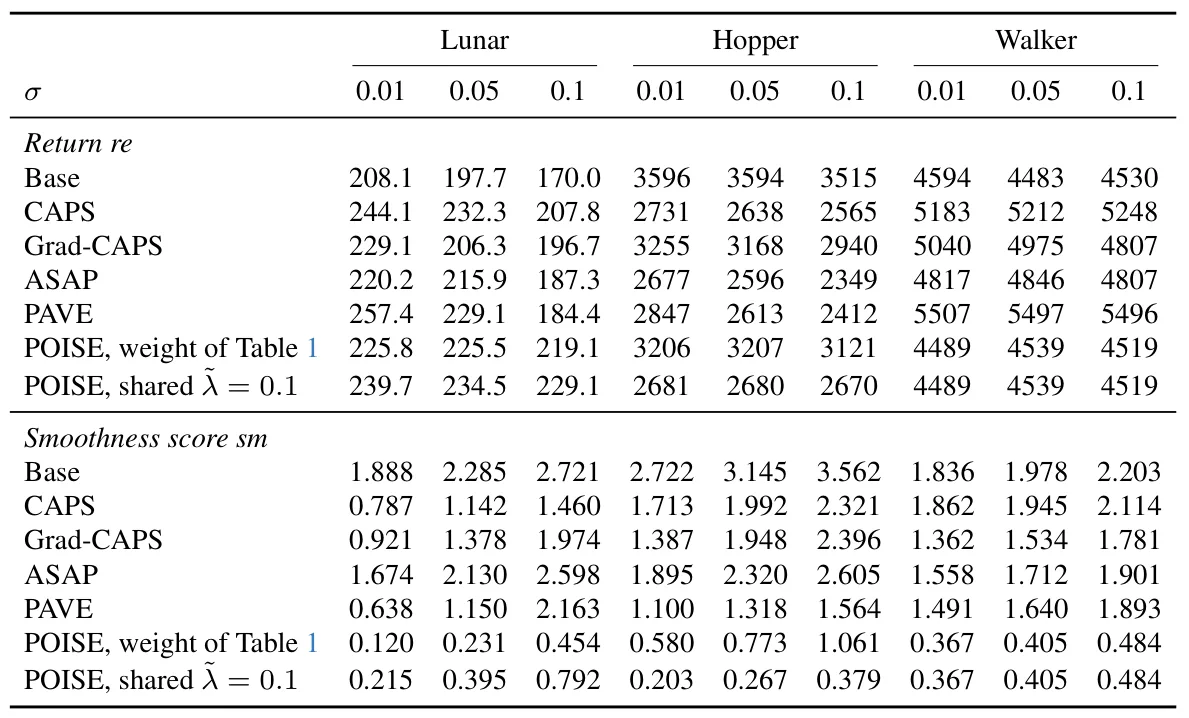 Lunar Hopper Walker
σ 0.01 0.05 0.1 0.01 0.05 0.1 0.01 0.05 0.1
Return re
Base 208.1 197.7 170.0 3596 3594 3515 4594 4483 4530
CAPS 244.1 232.3 207.8 2731 2638 2565 5183 5212 5248
Grad-CAPS 229.1 206.3 196.7 3255 3168 2940 5040 4975 4807
ASAP 220.2 215.9 187.3 2677 2596 2349 4817 4846 4807
PAVE 257.4 229.1 184.4 2847 2613 2412 5507 5497 5496
POISE, weight of Table 1 225.8 225.5 219.1 3206 3207 3121 4489 4539 4519
POISE, shared λ̃ = 0.1 239.7 234.5 229.1 2681 2680 2670 4489 4539 4519
Smoothness score sm
Base 1.888 2.285 2.721 2.722 3.145 3.562 1.836 1.978 2.203
CAPS 0.787 1.142 1.460 1.713 1.992 2.321 1.862 1.945 2.114
Grad-CAPS 0.921 1.378 1.974 1.387 1.948 2.396 1.362 1.534 1.781
ASAP 1.674 2.130 2.598 1.895 2.320 2.605 1.558 1.712 1.901
PAVE 0.638 1.150 2.163 1.100 1.318 1.564 1.491 1.640 1.893
POISE, weight of Table 1 0.120 0.231 0.454 0.580 0.773 1.061 0.367 0.405 0.484
POISE, shared λ̃ = 0.1 0.215 0.395 0.792 0.203 0.267 0.379 0.367 0.405 0.484